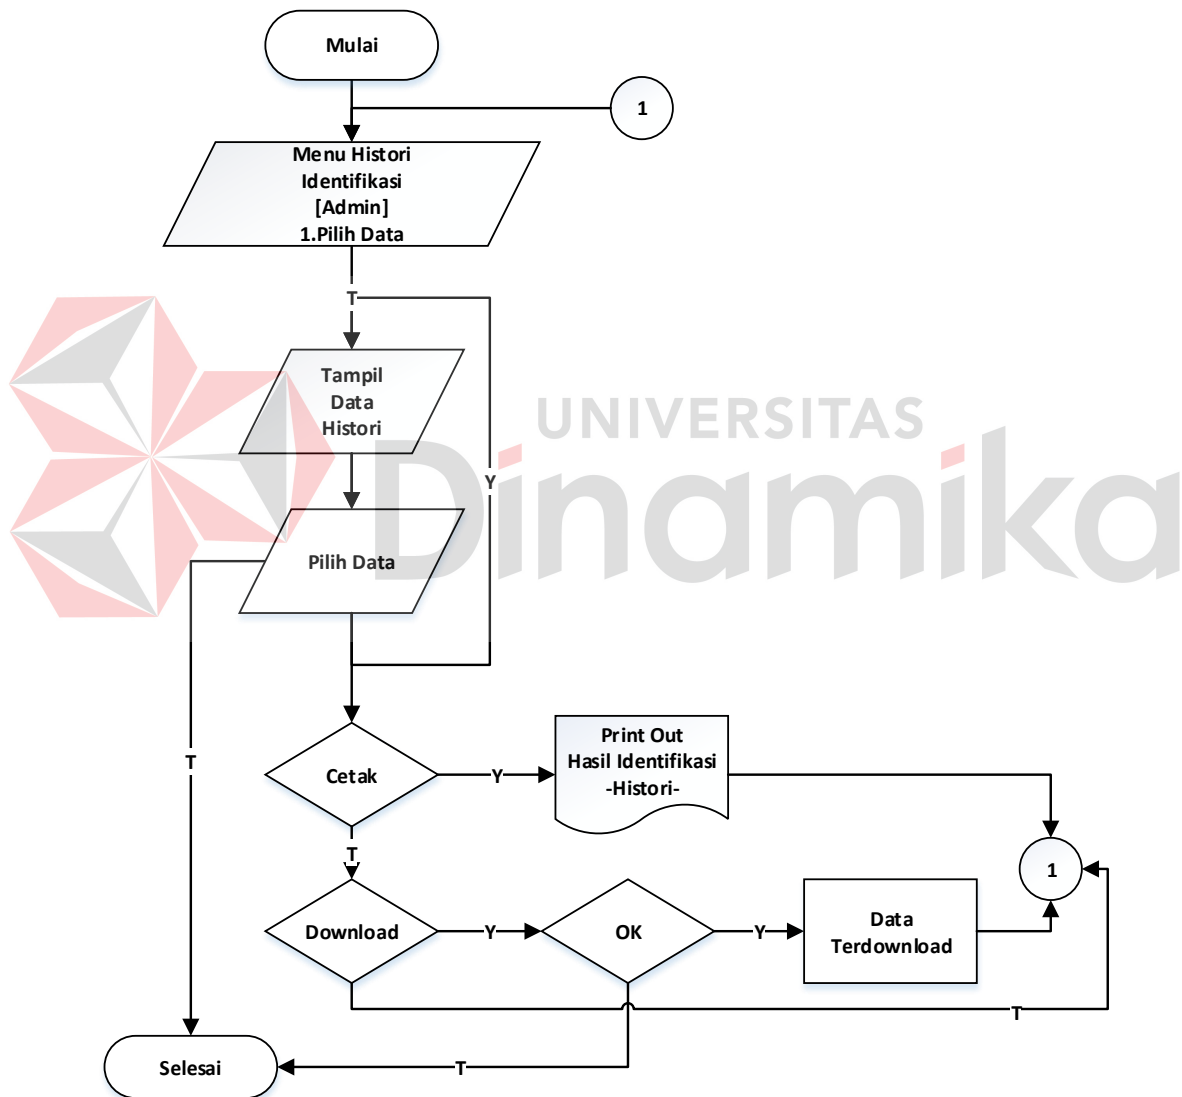 Mulai
1
Menu Histori
Identifikasi
[Admin]
1.Pilih Data
T
Tampil
Data
Histori
UNIVERSITAS
Dinamika
Y
Pilih Data
T
Cetak
Y
Print Out
Hasil Identifikasi
-Histori-
T
1
Download
Y
OK
Y
Data
Terdownload
T
Selesai
T